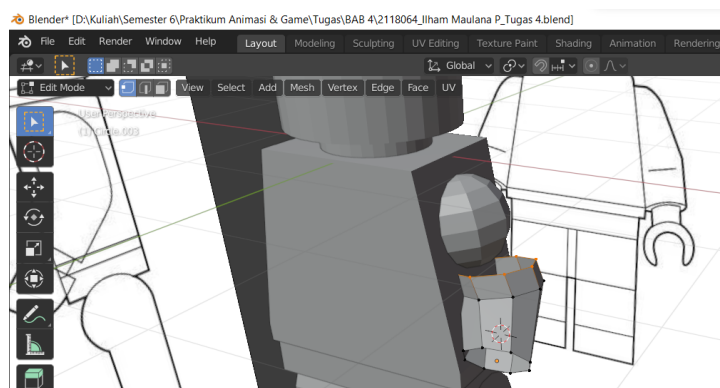 Blender* [D:\Kuliah\Semester 6\Praktikum Animasi & Game\Tugas\BAB 4\2118064_Ilham Maulana P_Tugas 4.blend]
File Edit Render Window Help Layout Modeling Sculpting UV Editing Texture Paint Shading Animation Rendering
Global
Edit Mode View Select Add Mesh Vertex Edge Face UV
User Perspective
(1) Circle.003